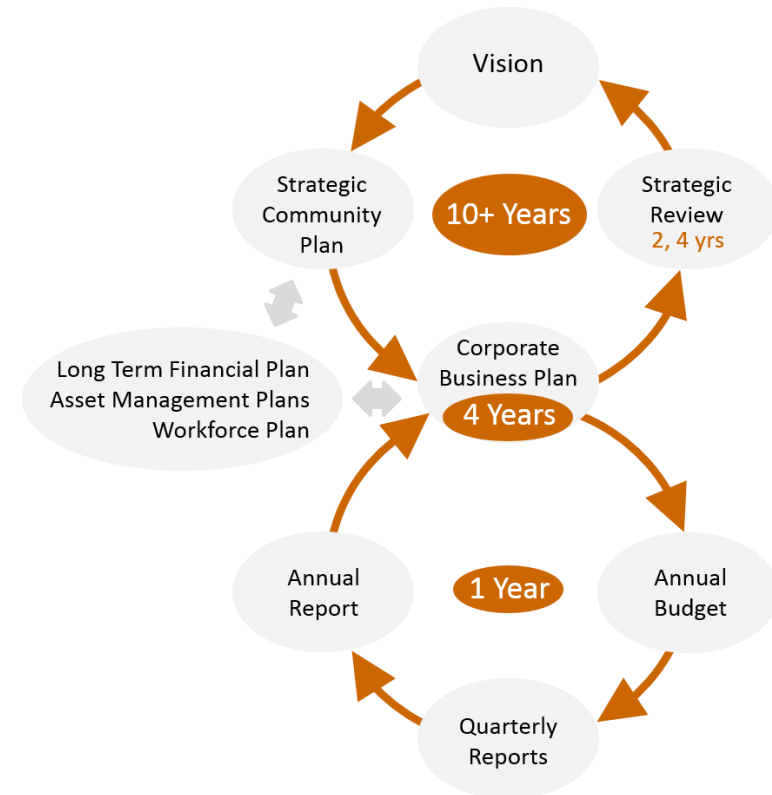 Vision
Strategic
Community
Plan
10+ Years
Strategic
Review
2, 4 yrs
Long Term Financial Plan
Asset Management Plans
Workforce Plan
Corporate
Business Plan
4 Years
Annual
Report
1 Year
Annual
Budget
Quarterly
Reports